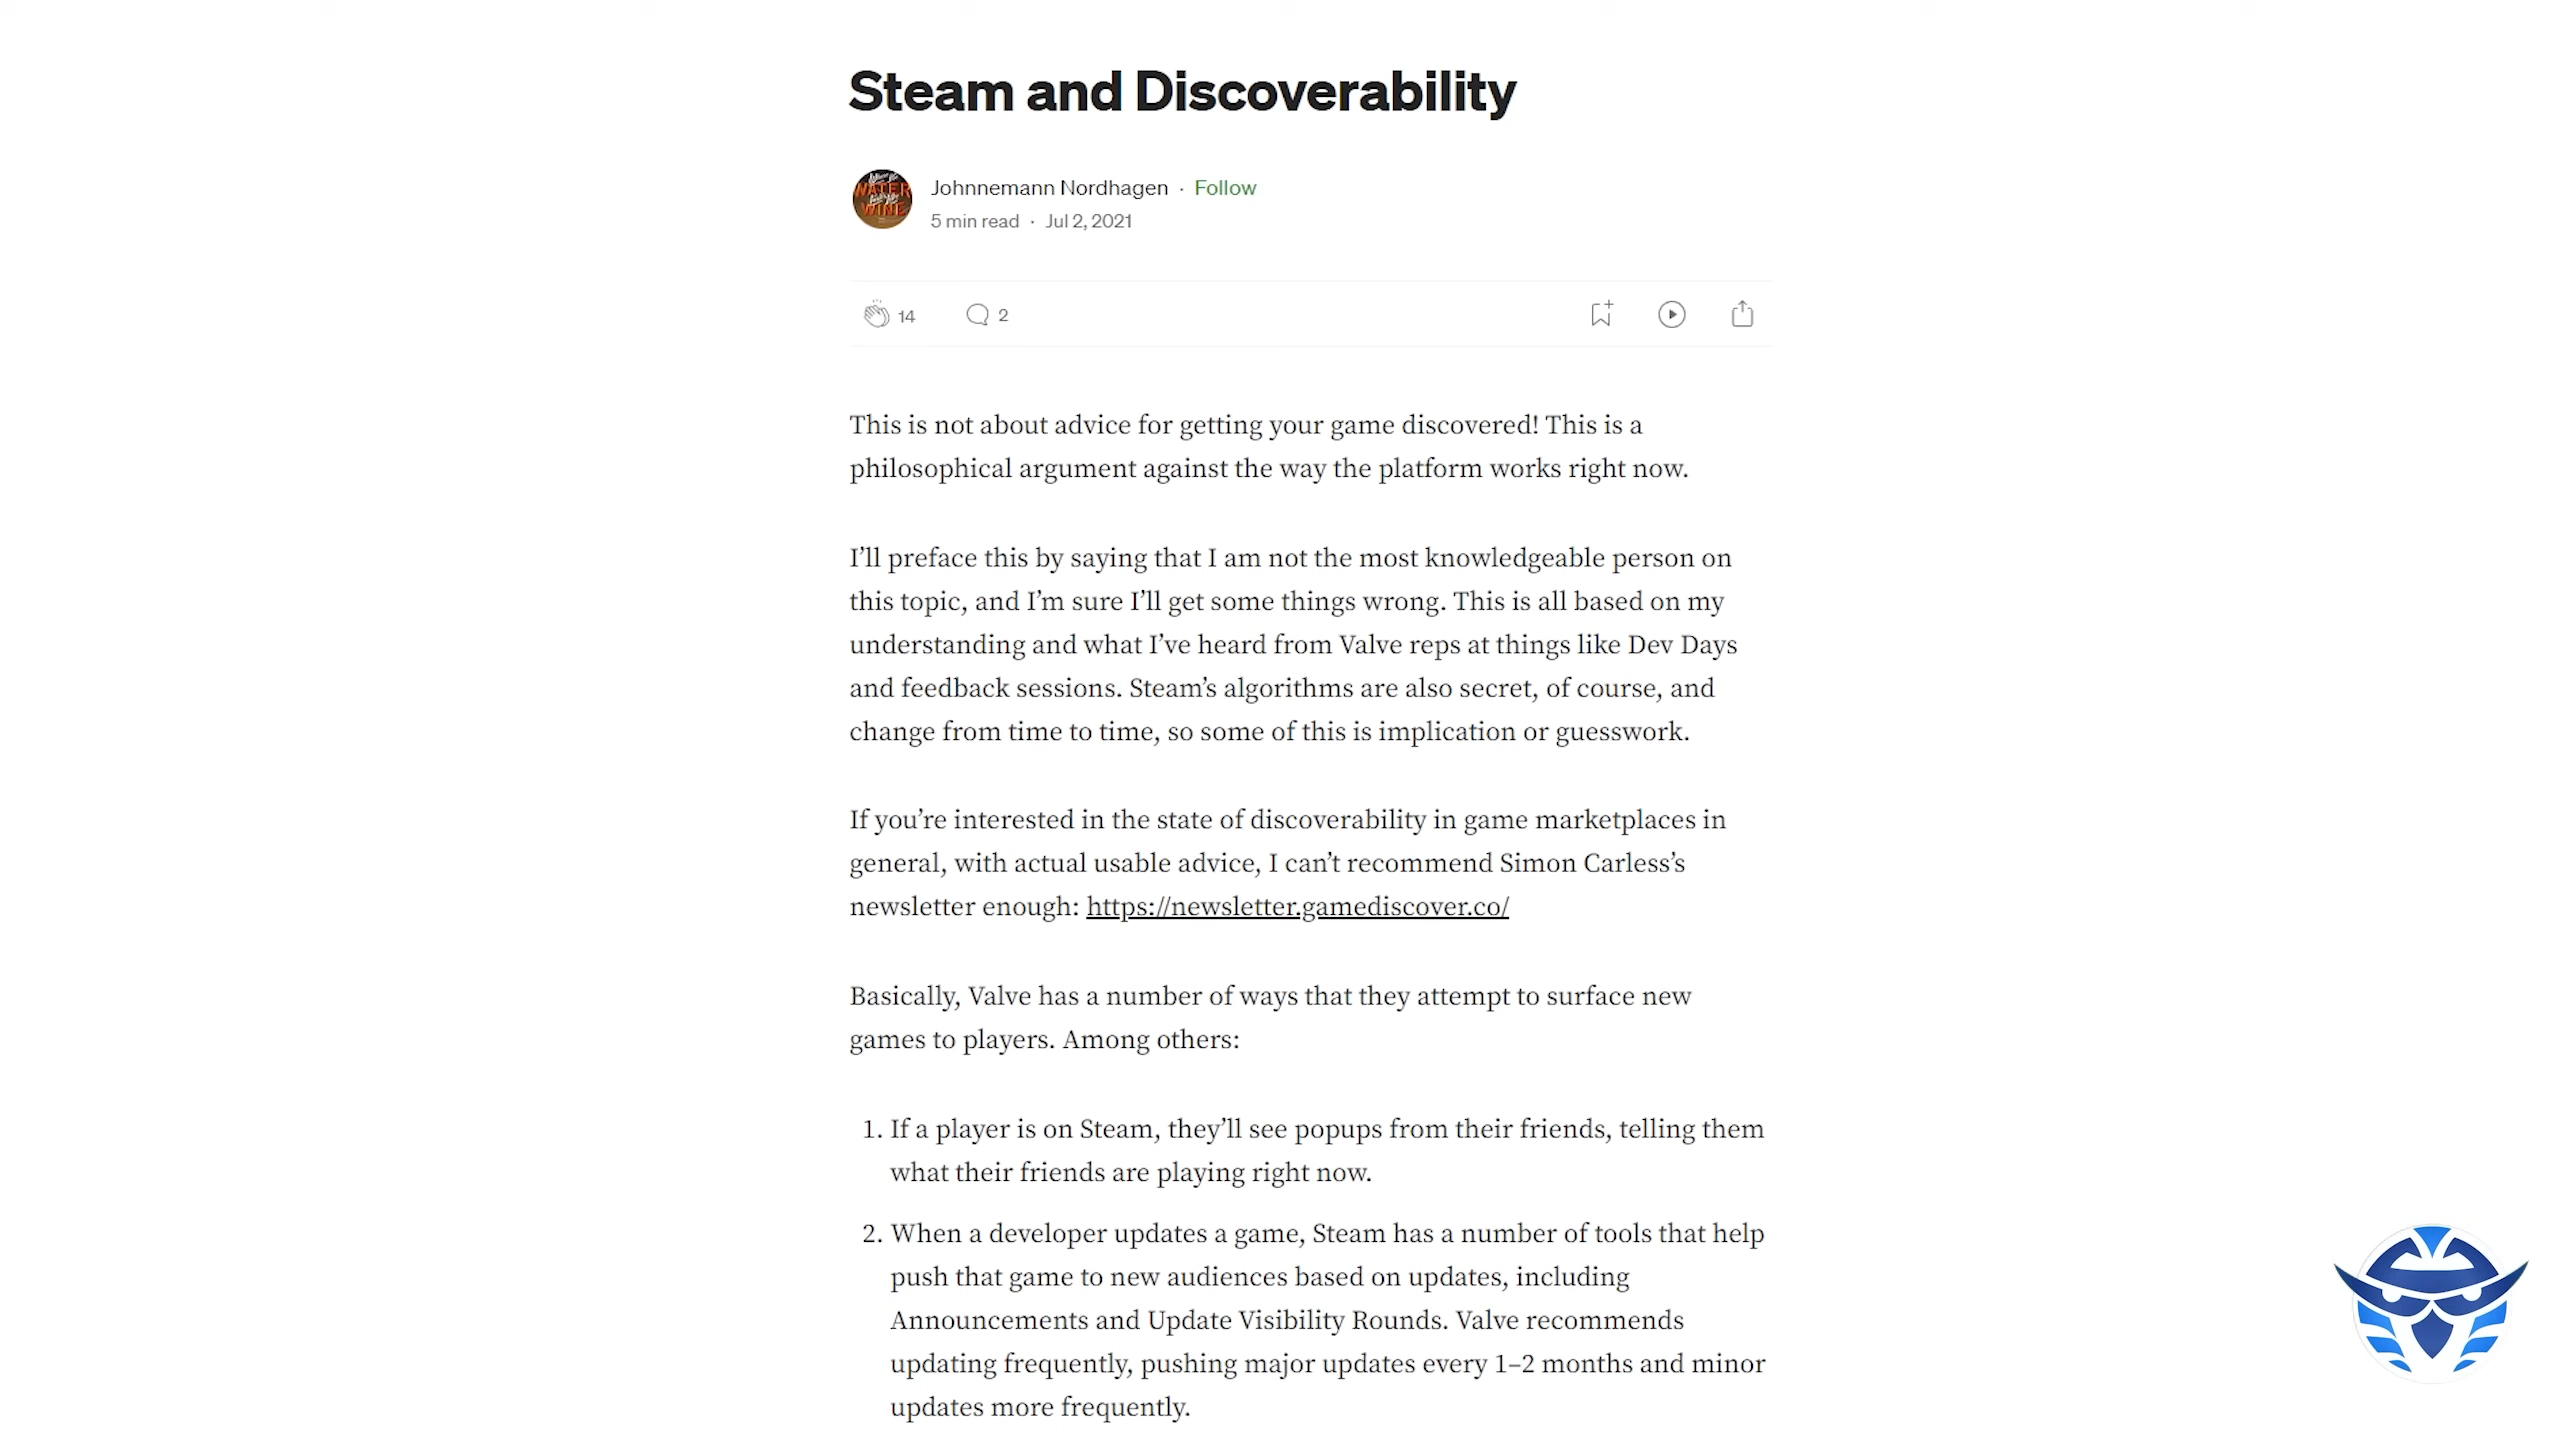 Steam and Discoverability
WATER
WINE
Johnnemann Nordhagen · Follow
5 min read · Jul 2, 2021
14 2
This is not about advice for getting your game discovered! This is a
philosophical argument against the way the platform works right now.
I’ll preface this by saying that I am not the most knowledgeable person on
this topic, and I’m sure I’ll get some things wrong. This is all based on my
understanding and what I’ve heard from Valve reps at things like Dev Days
and feedback sessions. Steam’s algorithms are also secret, of course, and
change from time to time, so some of this is implication or guesswork.
If you’re interested in the state of discoverability in game marketplaces in
general, with actual usable advice, I can’t recommend Simon Carless’s
newsletter enough: https://newsletter.gamediscover.co/
Basically, Valve has a number of ways that they attempt to surface new
games to players. Among others:
1. If a player is on Steam, they’ll see popups from their friends, telling them
what their friends are playing right now.
2. When a developer updates a game, Steam has a number of tools that help
push that game to new audiences based on updates, including
Announcements and Update Visibility Rounds. Valve recommends
updating frequently, pushing major updates every 1–2 months and minor
updates more frequently.